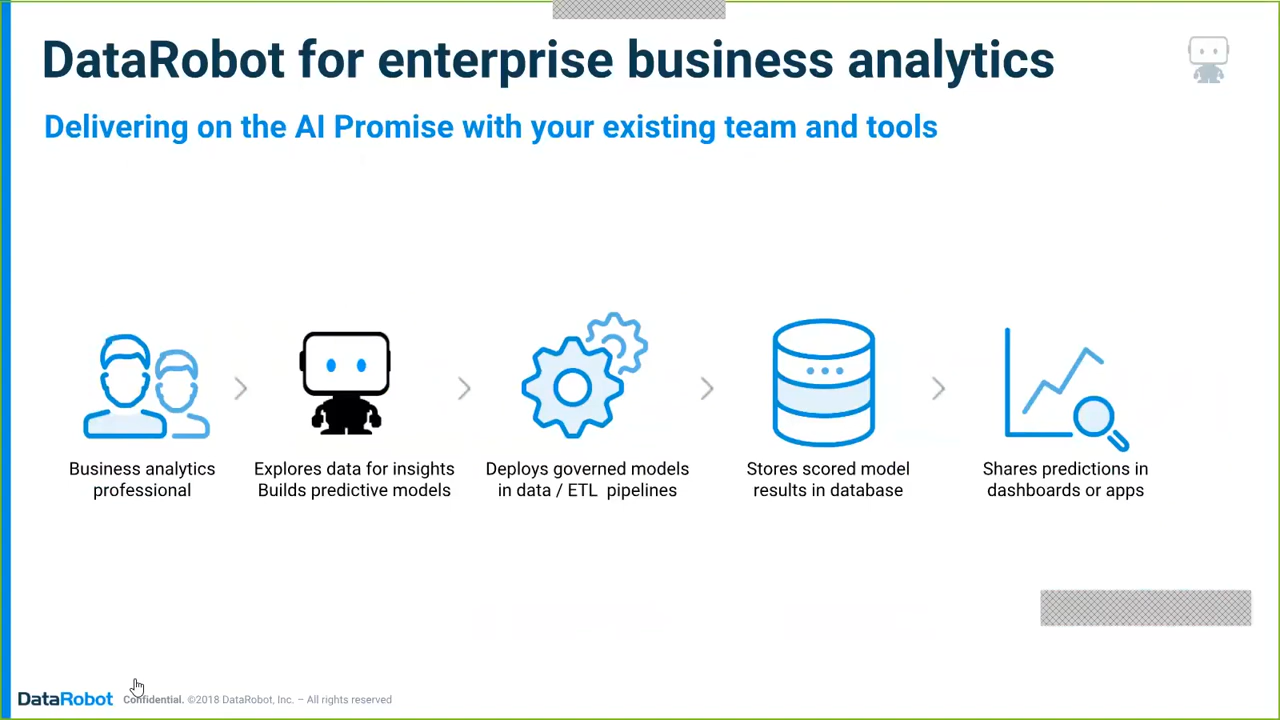 DataRobot for enterprise business analytics
Delivering on the AI Promise with your existing team and tools
Business analytics
professional
Explores data for insights
Builds predictive models
Deploys governed models
in data / ETL pipelines
Stores scored model
results in database
Shares predictions in
dashboards or apps
DataRobot
Confidential. ©2018 DataRobot, Inc. – All rights reserved